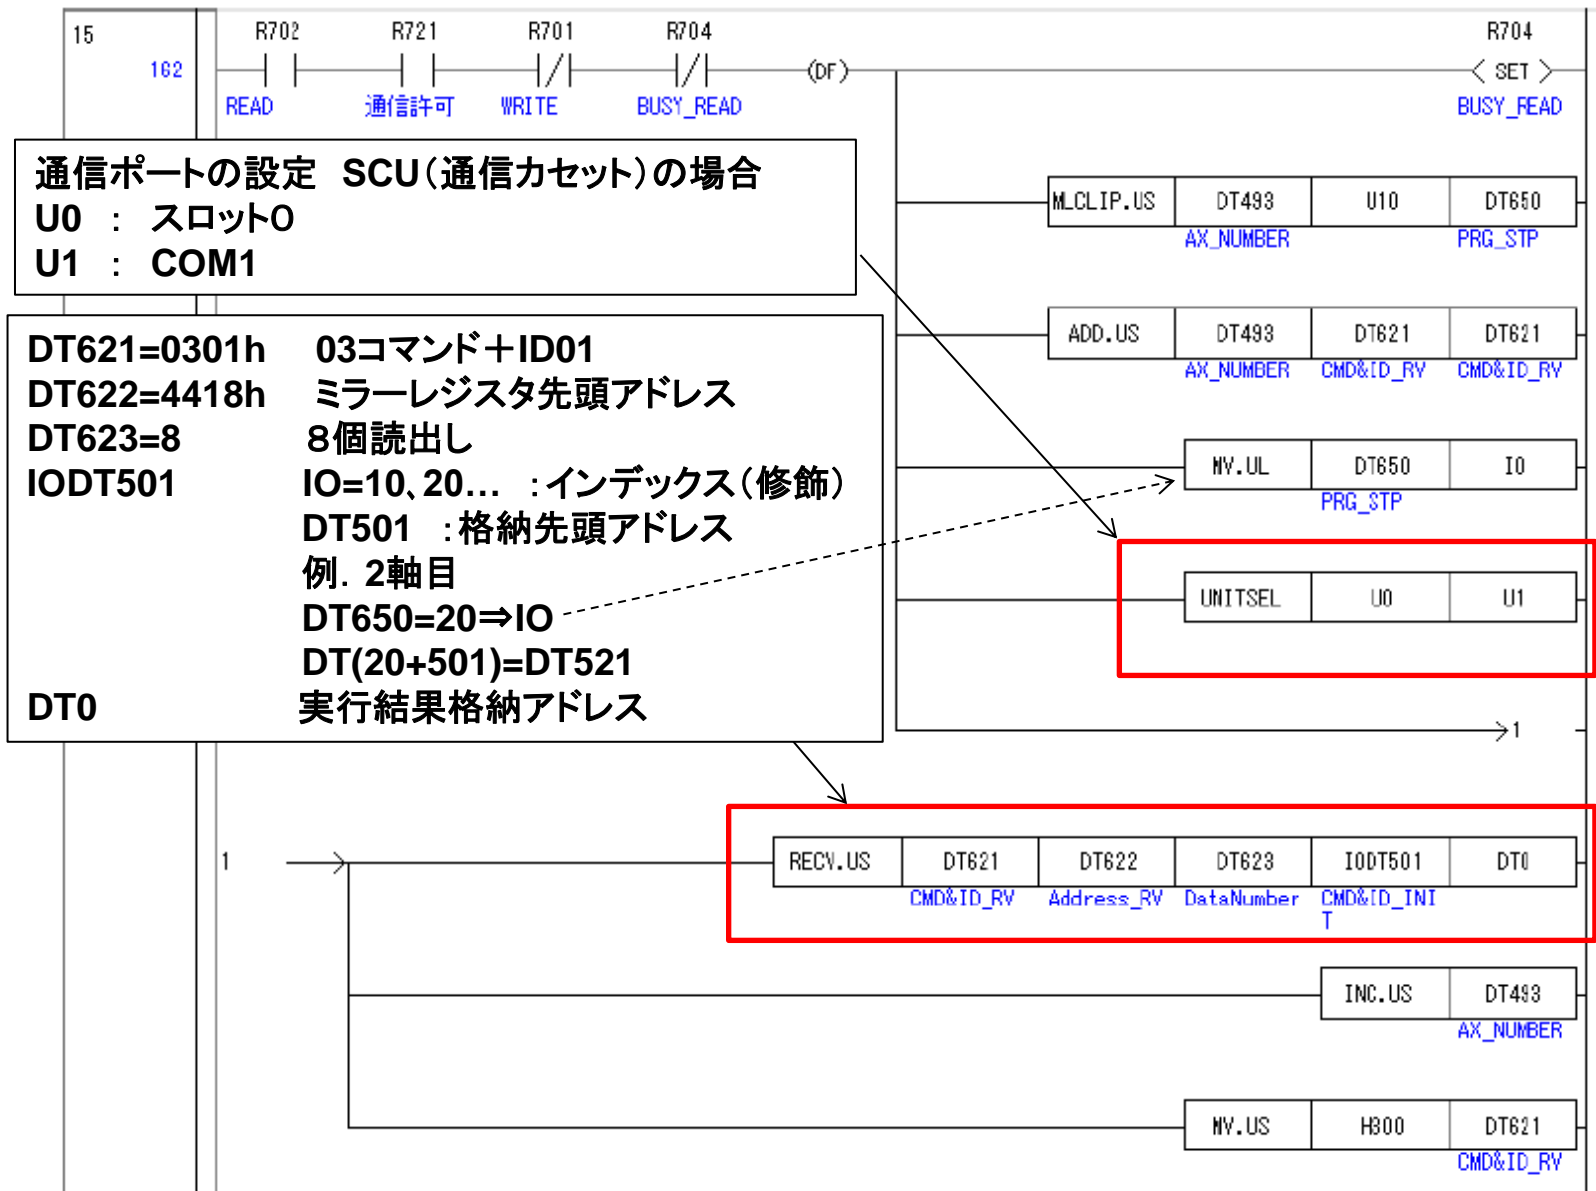 15
R702 R721 R701 R704 R704
162
(DF)
< SET >
READ 通信許可 WRITE BUSY_READ BUSY_READ
通信ポートの設定 SCU（通信カセット）の場合
U0 ： スロット0
U1 ： COM1
MLCLIP.US DT493 U10 DT650
AX_NUMBER PRG_STP
DT621=0301h 03コマンド＋ID01
DT622=4418h ミラーレジスタ先頭アドレス
DT623=8 8個読出し
IODT501 IO=10、20… ：インデックス（修飾）
DT501 ：格納先頭アドレス
例．2軸目
DT650=20⇒IO
DT(20+501)=DT521
DT0 実行結果格納アドレス
ADD.US DT493 DT621 DT621
AX_NUMBER CMD&ID_RV CMD&ID_RV
MV.UL DT650 I0
PRG_STP
UNITSEL U0 U1
1
1
RECV.US DT621 DT622 DT623 I0DT501 DT0
CMD&ID_RV Address_RV DataNumber CMD&ID_INI
T
INC.US DT493
AX_NUMBER
MV.US H300 DT621
CMD&ID_RV